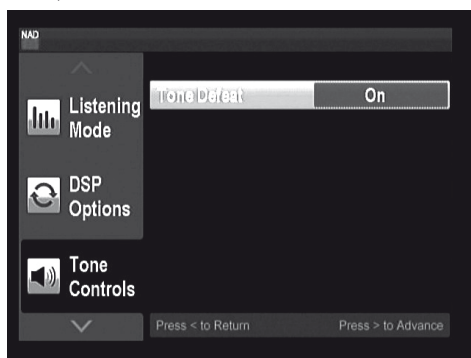 NAD
Listening
Mode
Tone Defeat On
DSP
Options
Tone
Controls
Press < to Return Press > to Advance